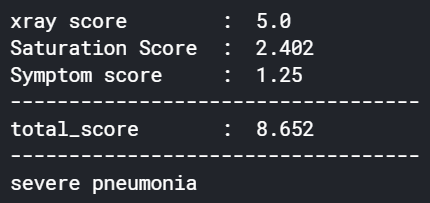 xray score        :  5.0
Saturation Score  :  2.402
Symptom score     :  1.25
-----------------------------------
total_score       :  8.652
-----------------------------------
severe pneumonia